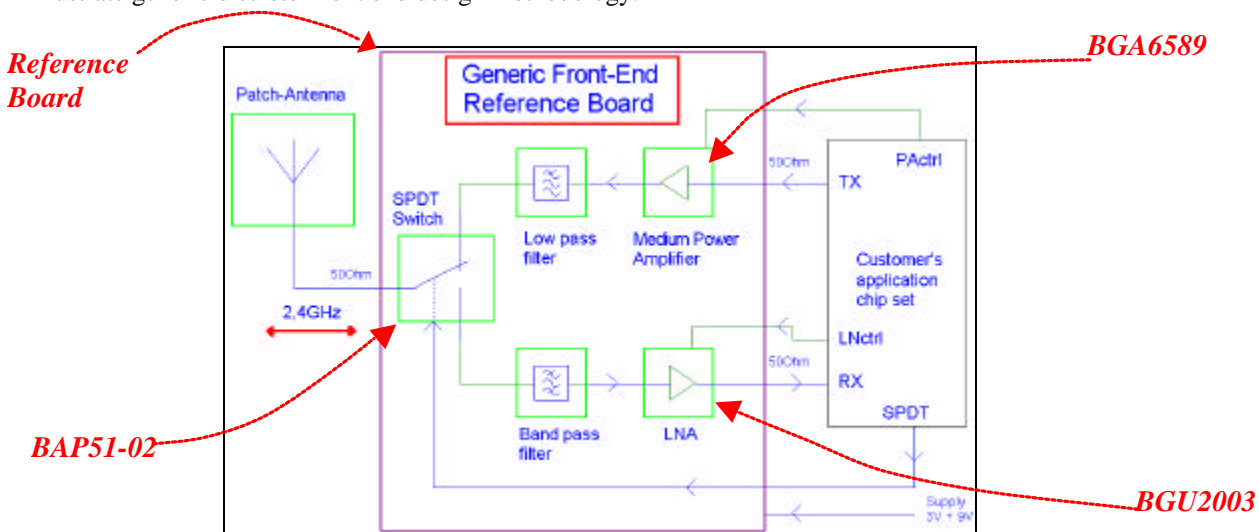 BGA6589
Reference
Board
Generic Front-End
Reference Board
Patch-Antenna
PActrl
50Ohm
TX
SPDT
Switch
Low pass
filter
Medium Power
Amplifier
50Ohm
2,4GHz
Customer's
application
chip set
LNctrl
50Ohm
RX
SPDT
Band pass
filter
LNA
BAP51-02
BGU2003
Supply
3V + 9V